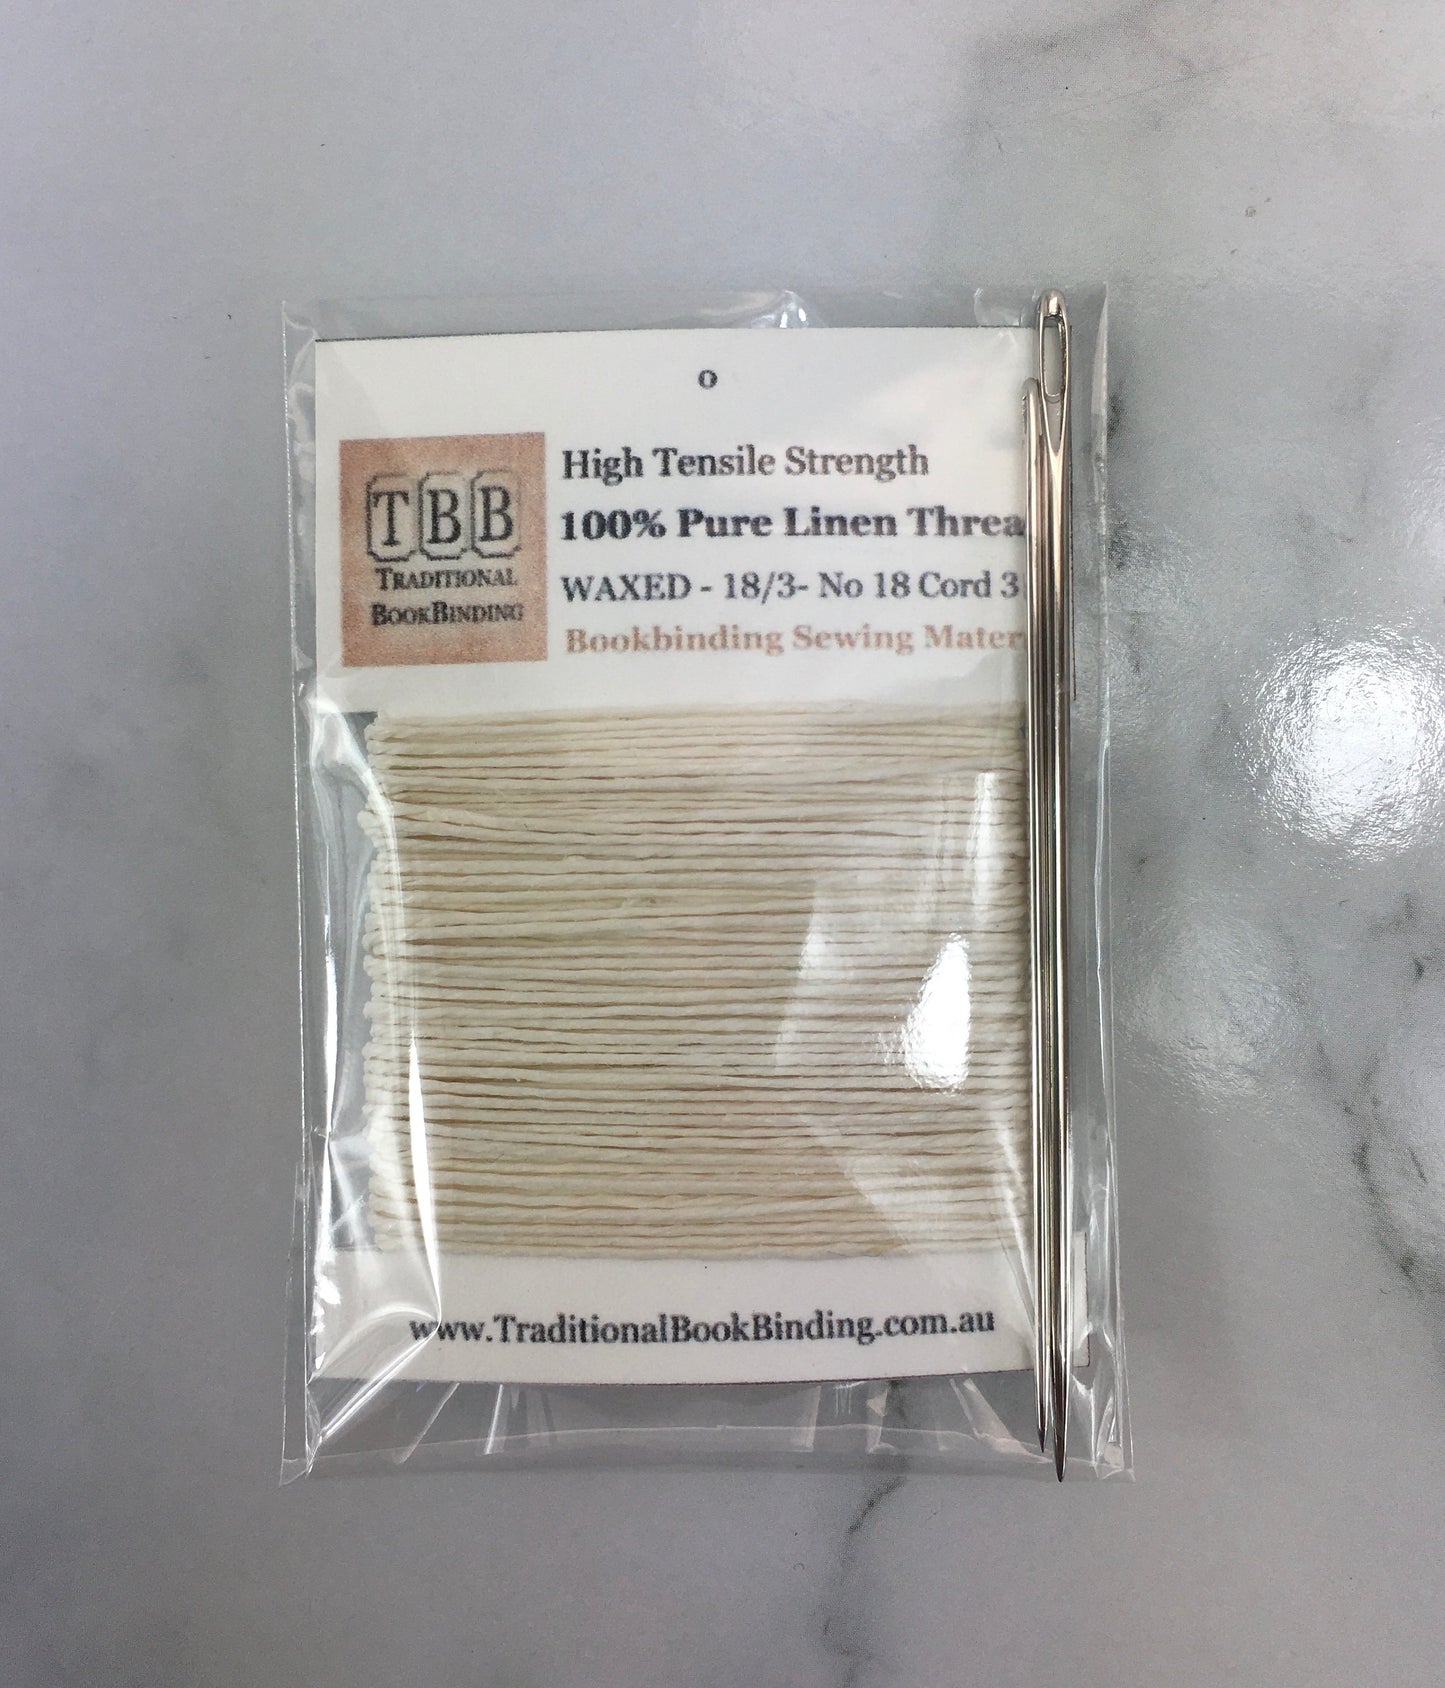 o
TBB
TRADITIONAL
BOOKBINDING
High Tensile Strength
100% Pure Linen Threa
WAXED - 18/3- No 18 Cord 3
Bookbinding Sewing Mater
www.TraditionalBookBinding.com.au